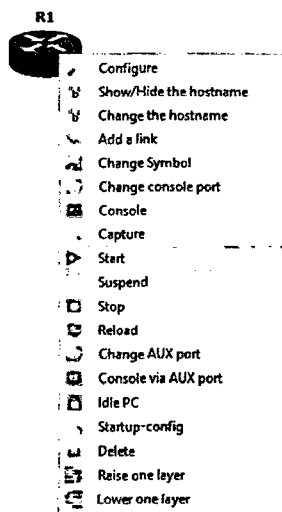 R1
Configure
Show/Hide the hostname
Change the hostname
Add a link
Change Symbol
Change console port
Console
Capture
Start
Suspend
Stop
Reload
Change AUX port
Console via AUX port
Idle PC
Startup-config
Delete
Raise one layer
Lower one layer